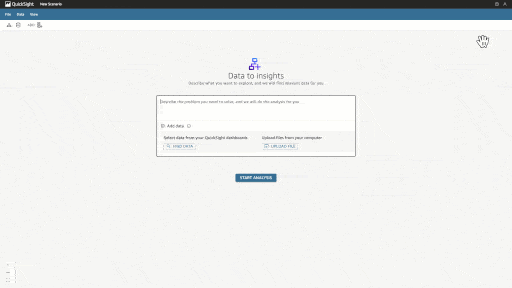 QuickSight New Scenario
File Data View
Data to insights
Describe what you want to explore, and we will find relevant data for you.
Describe the problem you want to solve, and we will do the analysis for you
Add data
Select data from your QuickSight dashboards
Upload files from your computer
FIND DATA
UPLOAD FILE
START ANALYSIS